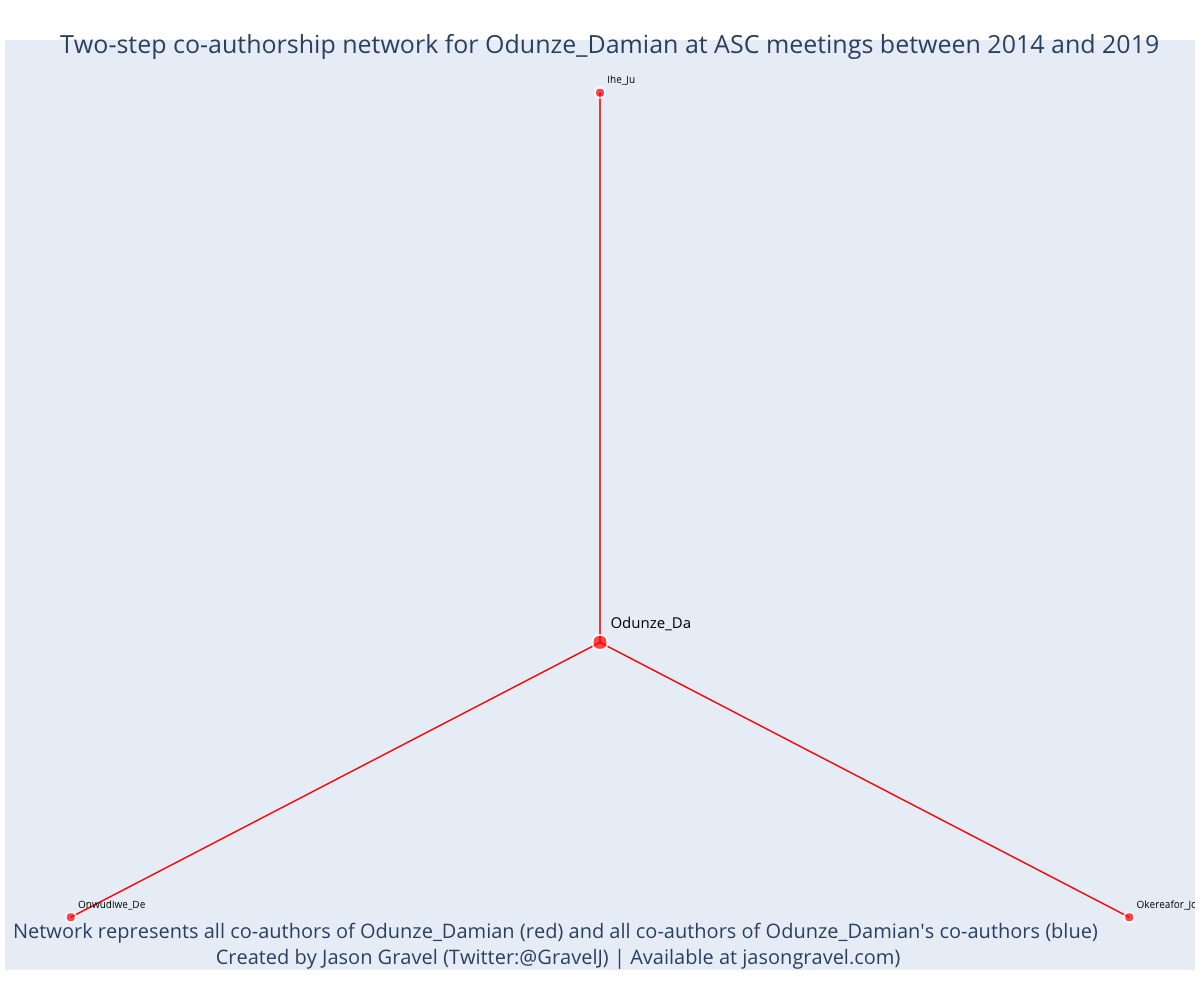 Two-step co-authorship network for Odunze_Damian at ASC meetings between 2014 and 2019
Ihe_Ju
Odunze_Da
Onwudiwe_De
Okereafor_Jo
Network represents all co-authors of Odunze_Damian (red) and all co-authors of Odunze_Damian's co-authors (blue)
Created by Jason Gravel (Twitter:@GravelJ) | Available at jasongravel.com)